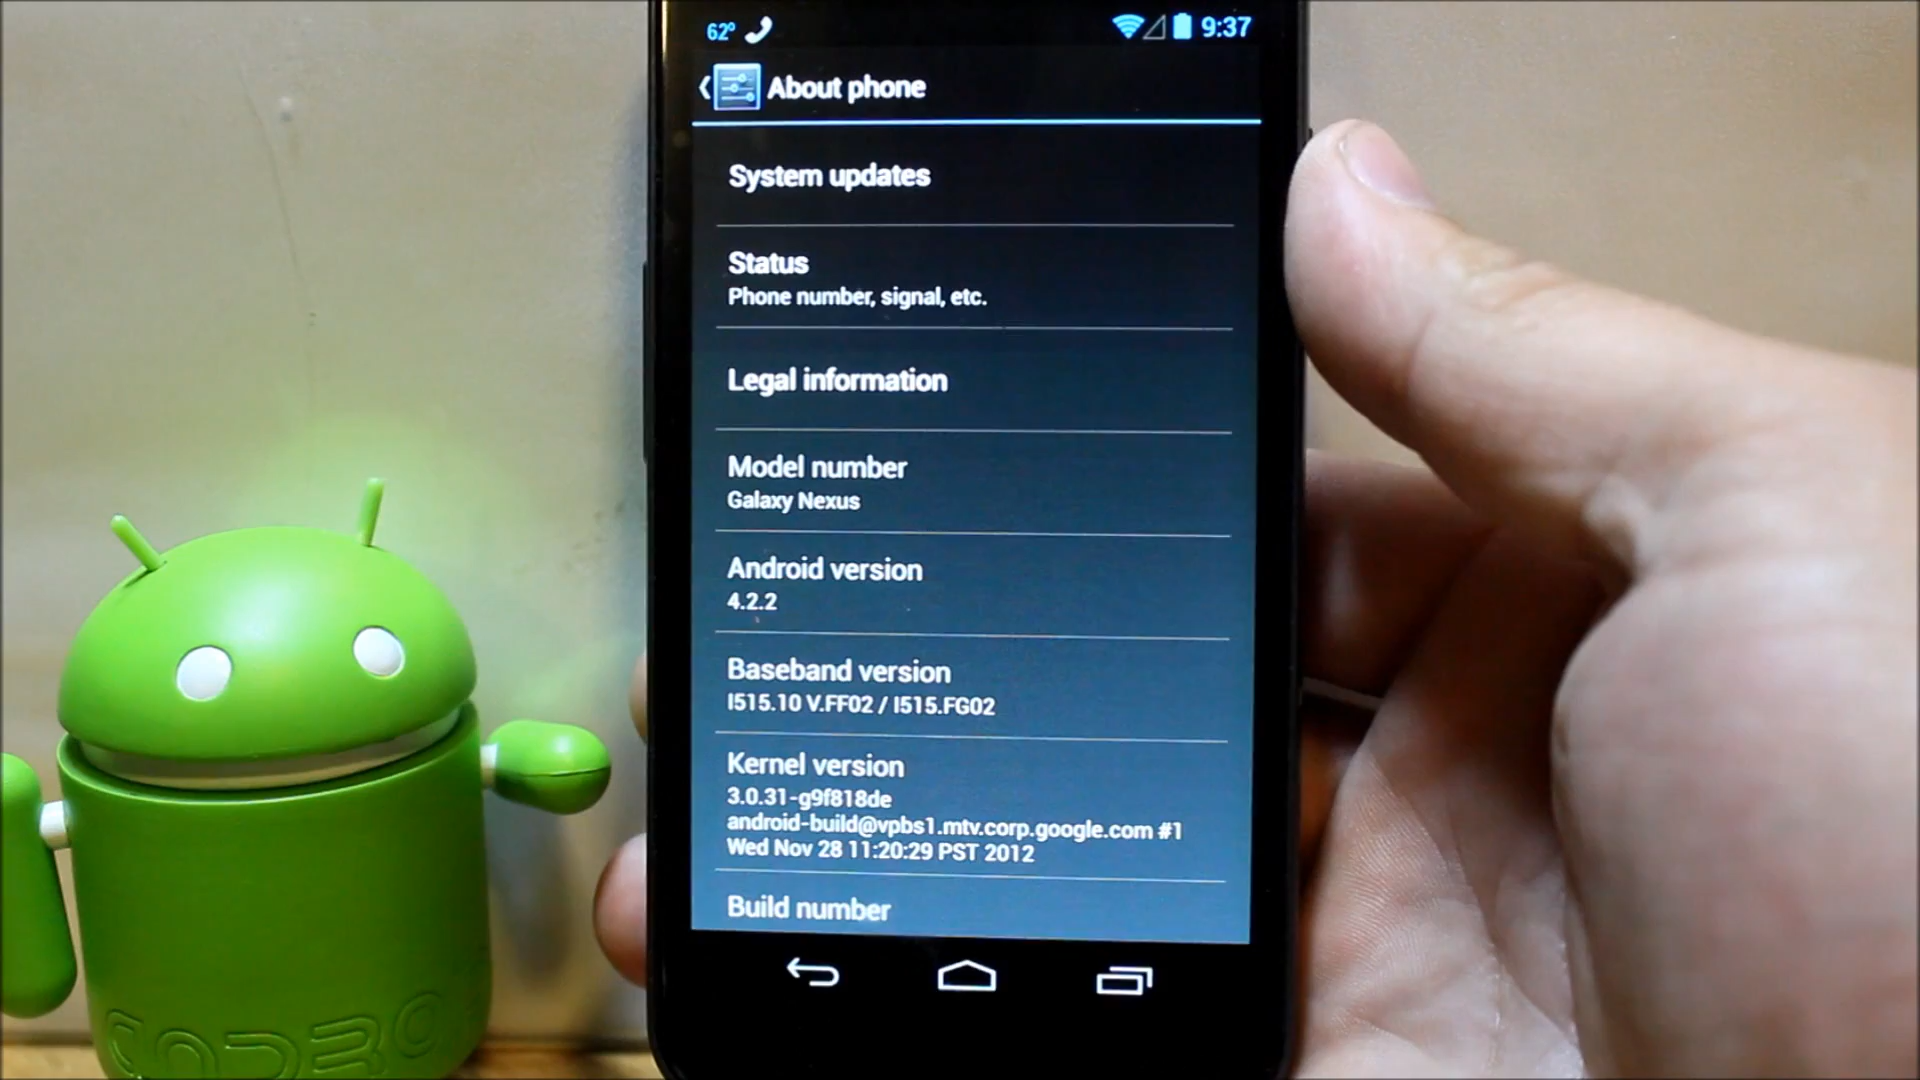 62° 9:37
About phone
System updates
Status
Phone number, signal, etc.
Legal information
Model number
Galaxy Nexus
Android version
4.2.2
Baseband version
I515.10 V.FF02 / I515.FG02
Kernel version
3.0.31-g9f818de
android-build@vpbs1.mtv.corp.google.com #1
Wed Nov 28 11:20:29 PST 2012
Build number